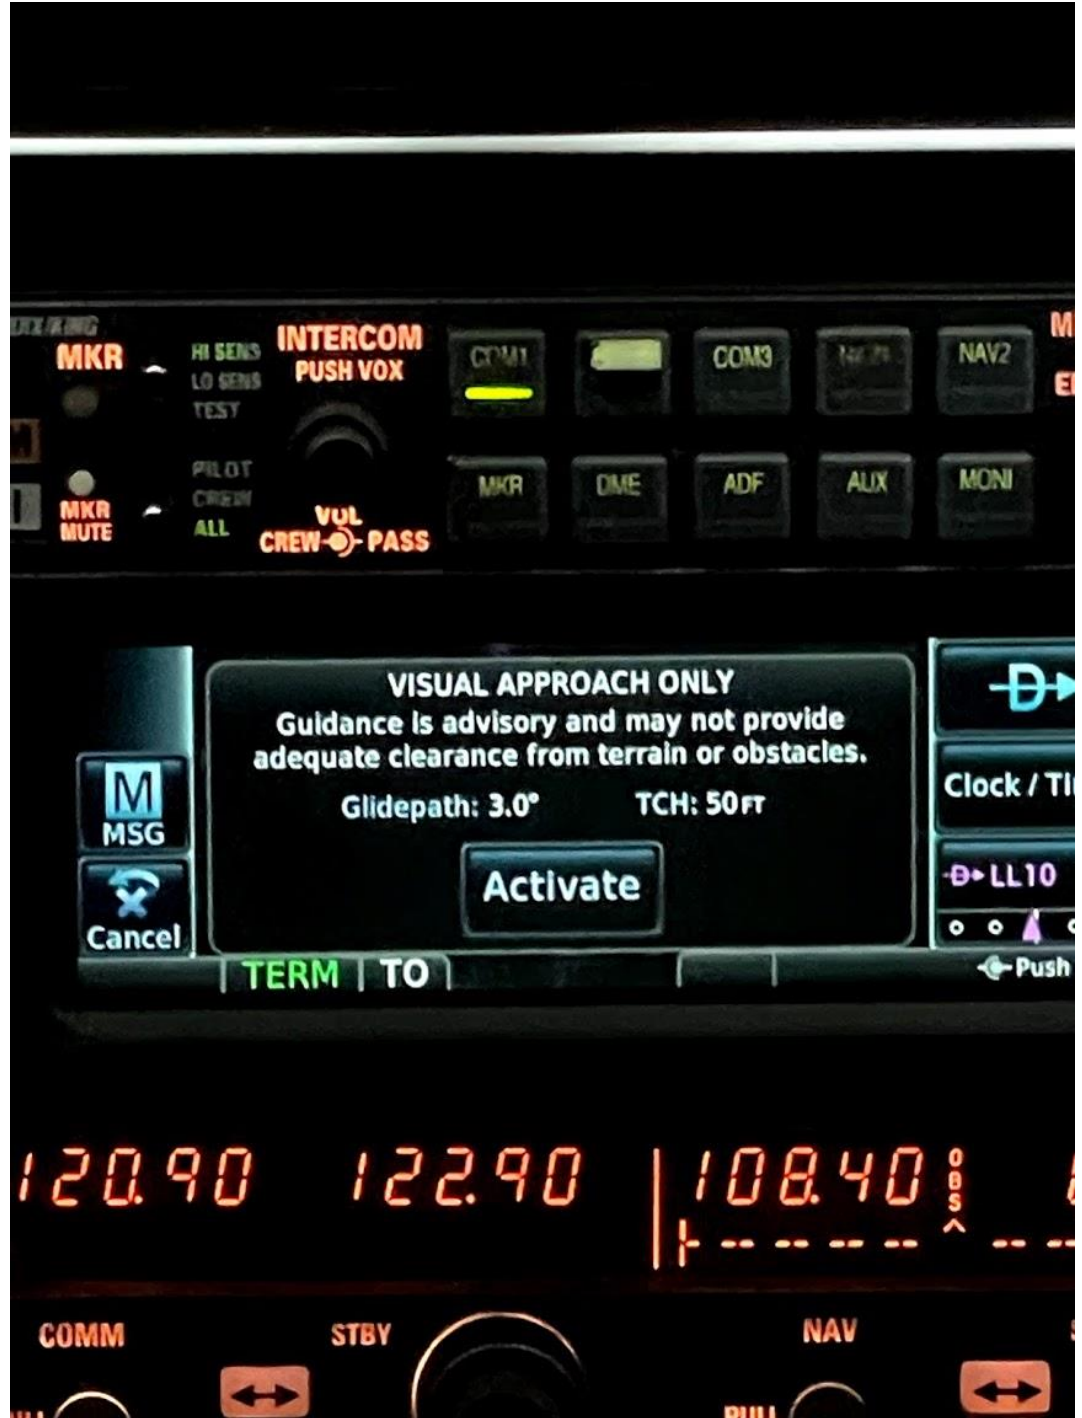 MKR
HI SENS
LO SENS
TEST
INTERCOM
PUSH VOX
COM1
COM3
NAV2
PILOT
CREW
ALL
MKR
MUTE
VOL
CREW PASS
MKR
DME
ADF
AUX
MONI
VISUAL APPROACH ONLY
Guidance is advisory and may not provide
adequate clearance from terrain or obstacles.
Glidepath: 3.0° TCH: 50FT
Activate
M
MSG
Cancel
Clock / Ti
D LL10
TERM TO
Push
120.90 122.90 108.40 OBS
COMM STBY NAV
PULL